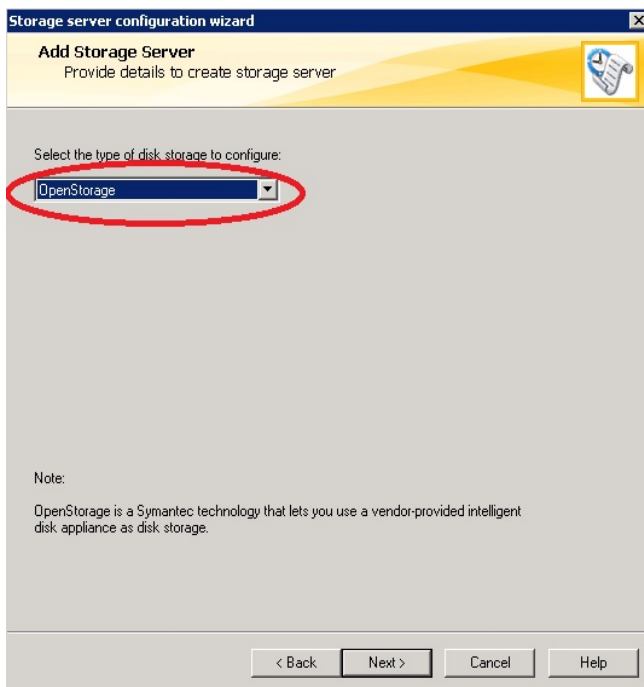 Storage server configuration wizard
Add Storage Server
Provide details to create storage server
Select the type of disk storage to configure:
OpenStorage
Note:
OpenStorage is a Symantec technology that lets you use a vendor-provided intelligent
disk appliance as disk storage.
< Back Next > Cancel Help